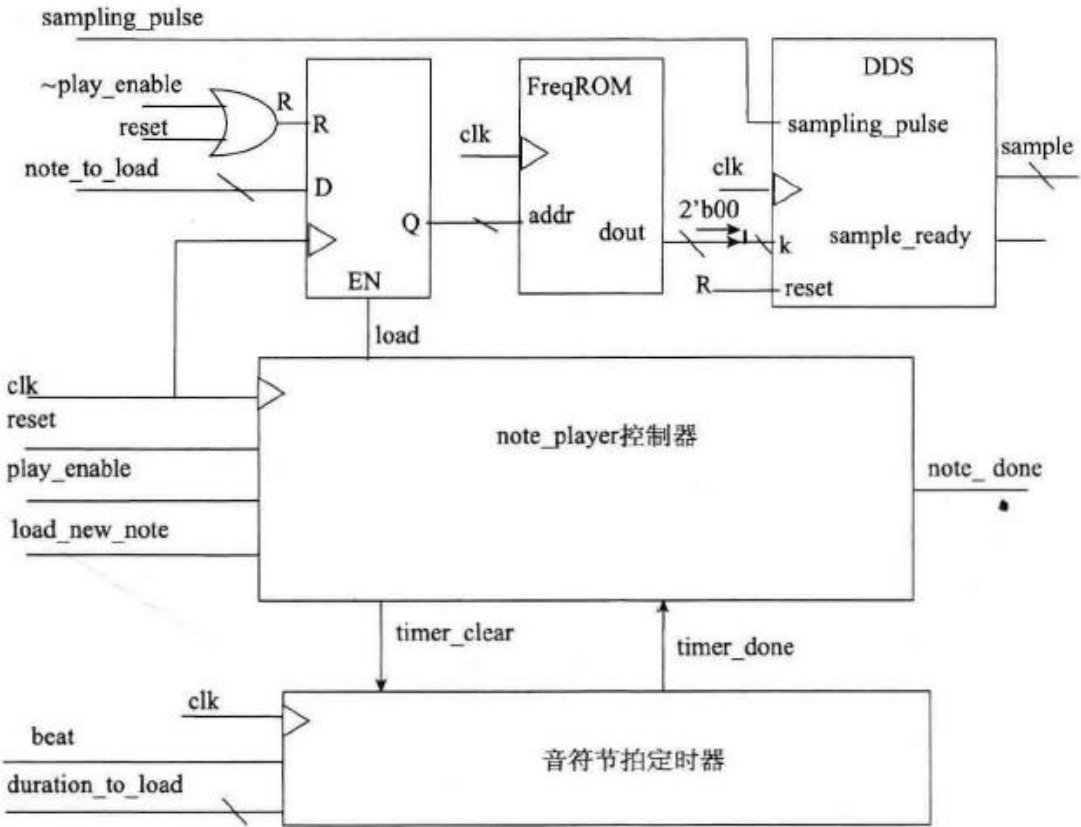 sampling_pulse
DDS
~play_enable
FreqROM
R
R
reset
clk
sampling_pulse
sample
note_to_load
D
clk
2'b00
Q
addr
dout
k
sample_ready
EN
R
reset
load
clk
reset
note_player控制器
play_enable
note_ done
load_new_note
timer_clear
timer_done
clk
beat
音符节拍定时器
duration_to_load